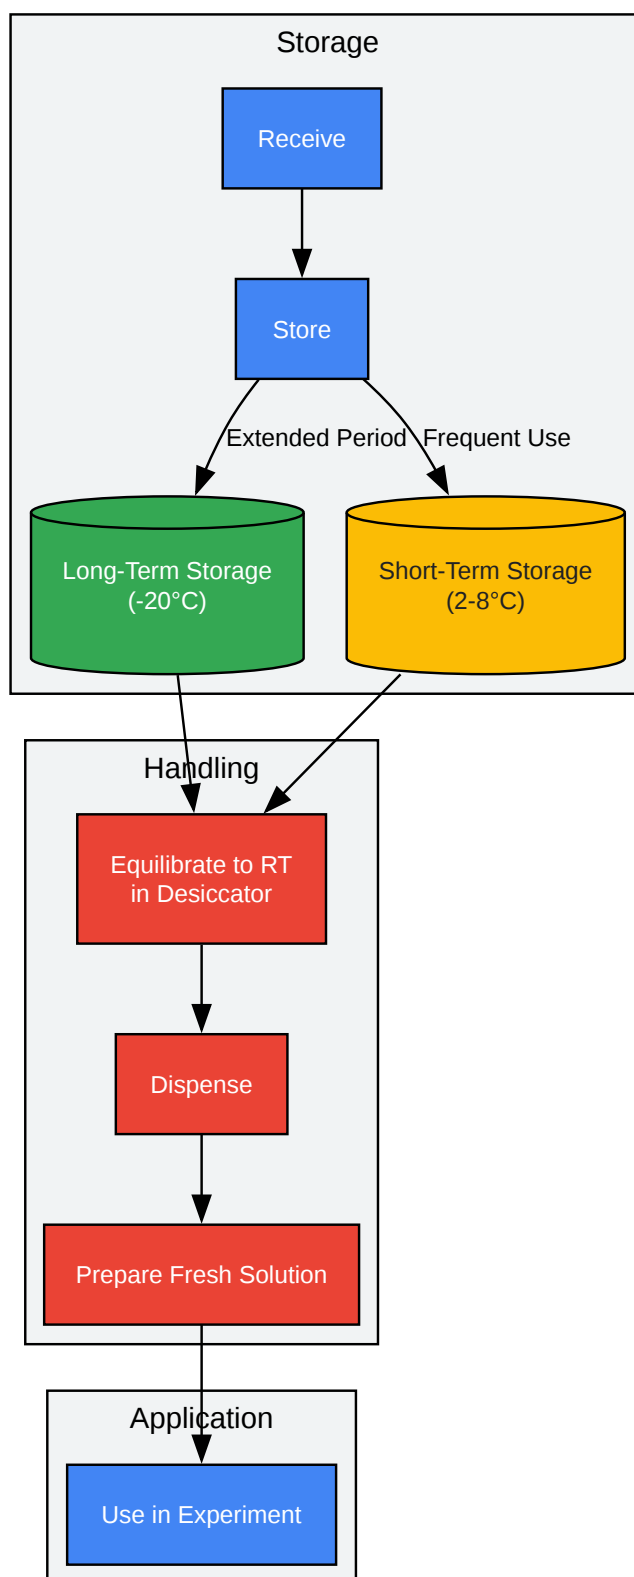 Storage
Receive
Store
Extended Period
Frequent Use
Long-Term Storage
(-20°C)
Short-Term Storage
(2-8°C)
Handling
Equilibrate to RT
in Desiccator
Dispense
Prepare Fresh Solution
Application
Use in Experiment